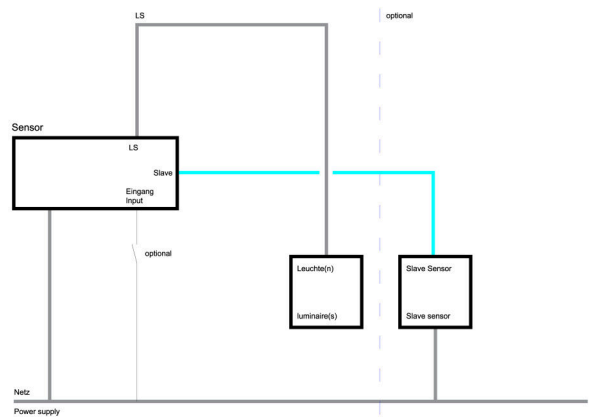 LS
optional
Sensor
LS
Slave
Eingang
Input
optional
Leuchte(n)
luminaire(s)
Slave Sensor
Slave sensor
Netz
Power supply